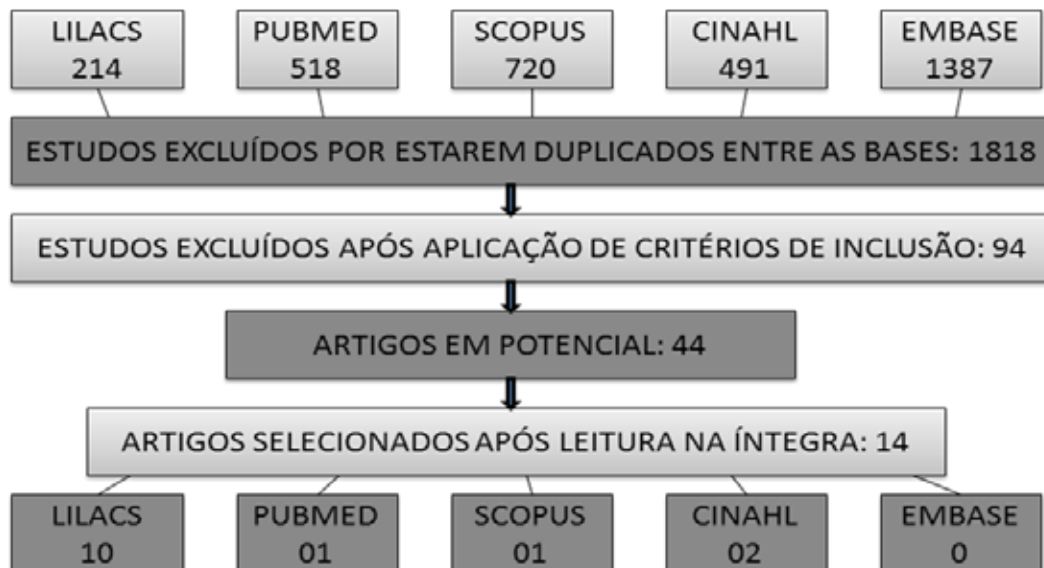 LILACS
214
PUBMED
518
SCOPUS
720
CINAHL
491
EMBASE
1387
ESTUDOS EXCLUÍDOS POR ESTAREM DUPLICADOS ENTRE AS BASES: 1818
ESTUDOS EXCLUÍDOS APÓS APLICAÇÃO DE CRITÉRIOS DE INCLUSÃO: 94
ARTIGOS EM POTENCIAL: 44
ARTIGOS SELECIONADOS APÓS LEITURA NA ÍNTEGRA: 14
LILACS
10
PUBMED
01
SCOPUS
01
CINAHL
02
EMBASE
0